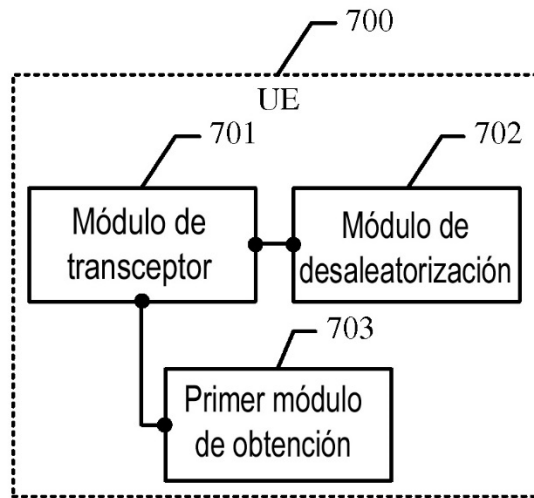 700
UE
701
702
Módulo de
transceptor
Módulo de
desaleatorización
703
Primer módulo
de obtención